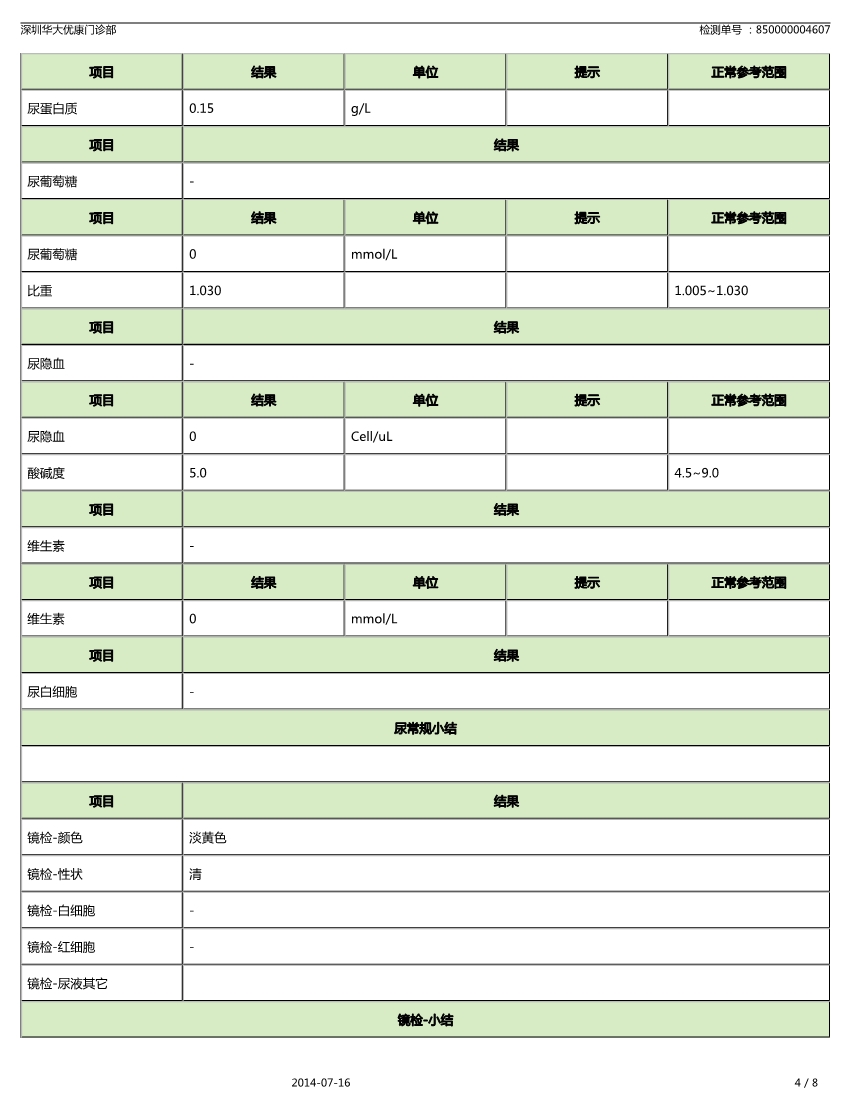 深圳华大优康门诊部 检测单号 ：850000004607
项目 结果 单位 提示 正常参考范围
尿蛋白质 0.15 g/L
项目 结果
尿葡萄糖 -
项目 结果 单位 提示 正常参考范围
尿葡萄糖 0 mmol/L
比重 1.030 1.005~1.030
项目 结果
尿隐血 -
项目 结果 单位 提示 正常参考范围
尿隐血 0 Cell/uL
酸碱度 5.0 4.5~9.0
项目 结果
维生素 -
项目 结果 单位 提示 正常参考范围
维生素 0 mmol/L
项目 结果
尿白细胞 -
尿常规小结
项目 结果
镜检-颜色 淡黄色
镜检-性状 清
镜检-白细胞 -
镜检-红细胞 -
镜检-尿液其它
镜检-小结
2014-07-16 4 / 8